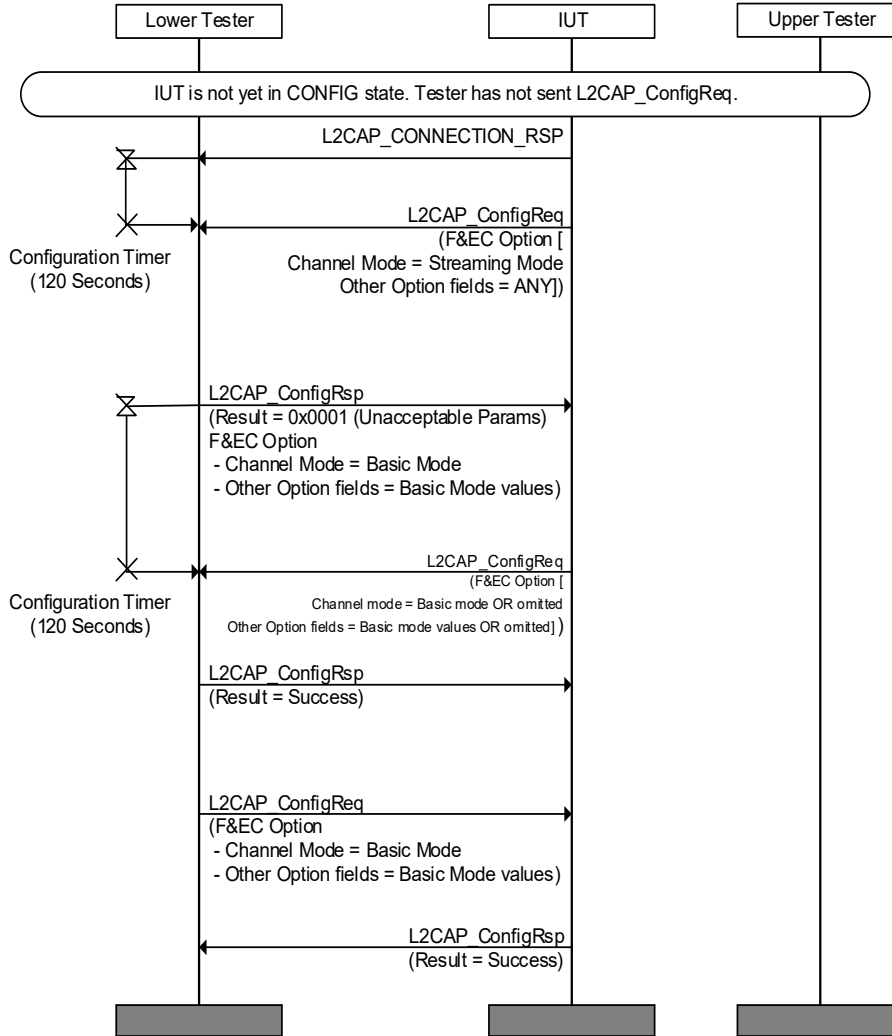 Lower Tester
IUT
Upper Tester
IUT is not yet in CONFIG state. Tester has not sent L2CAP_ConfigReq.
L2CAP_CONNECTION_RSP
L2CAP_ConfigReq
(F&EC Option [
Channel Mode = Streaming Mode
Other Option fields = ANY])
Configuration Timer
(120 Seconds)
L2CAP_ConfigRsp
(Result = 0x0001 (Unacceptable Params)
F&EC Option
- Channel Mode = Basic Mode
- Other Option fields = Basic Mode values)
L2CAP_ConfigReq
(F&EC Option [
Channel mode = Basic mode OR omitted
Other Option fields = Basic mode values OR omitted] )
Configuration Timer
(120 Seconds)
L2CAP_ConfigRsp
(Result = Success)
L2CAP_ConfigReq
(F&EC Option
- Channel Mode = Basic Mode
- Other Option fields = Basic Mode values)
L2CAP_ConfigRsp
(Result = Success)